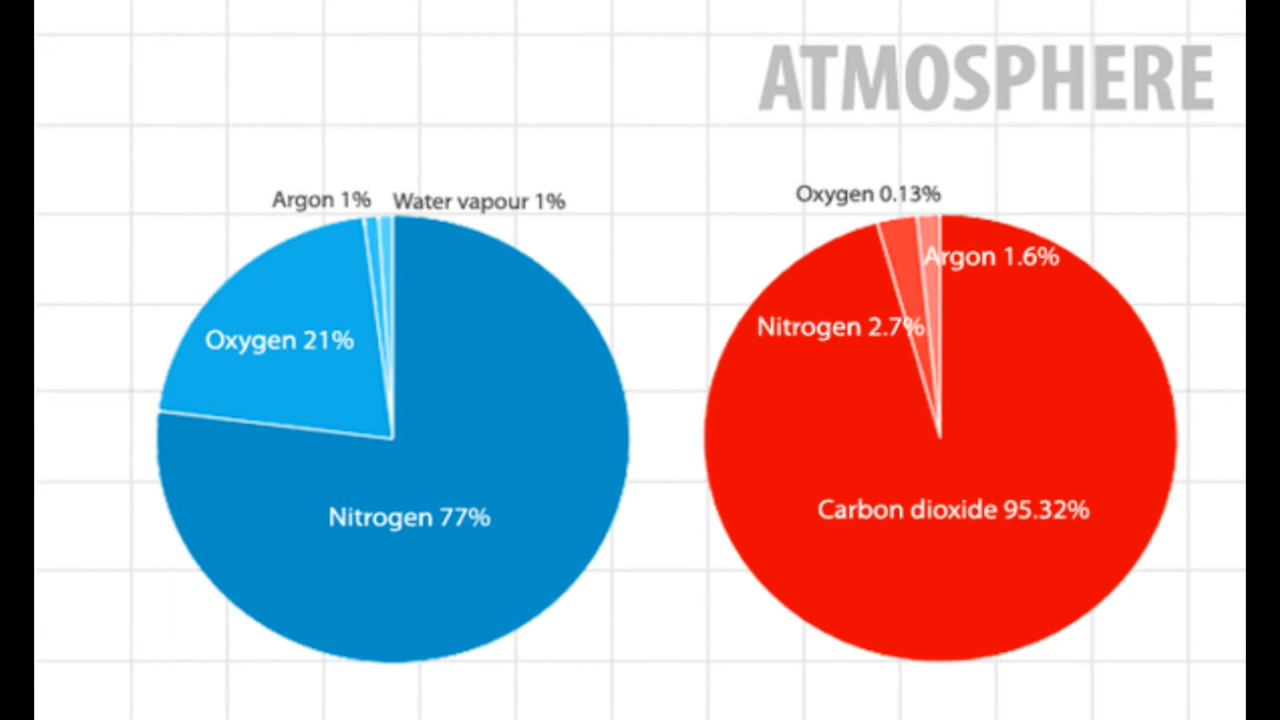 ATMOSPHERE
Argon 1%
Water vapour 1%
Oxygen 21%
Nitrogen 77%
Oxygen 0.13%
Argon 1.6%
Nitrogen 2.7%
Carbon dioxide 95.32%